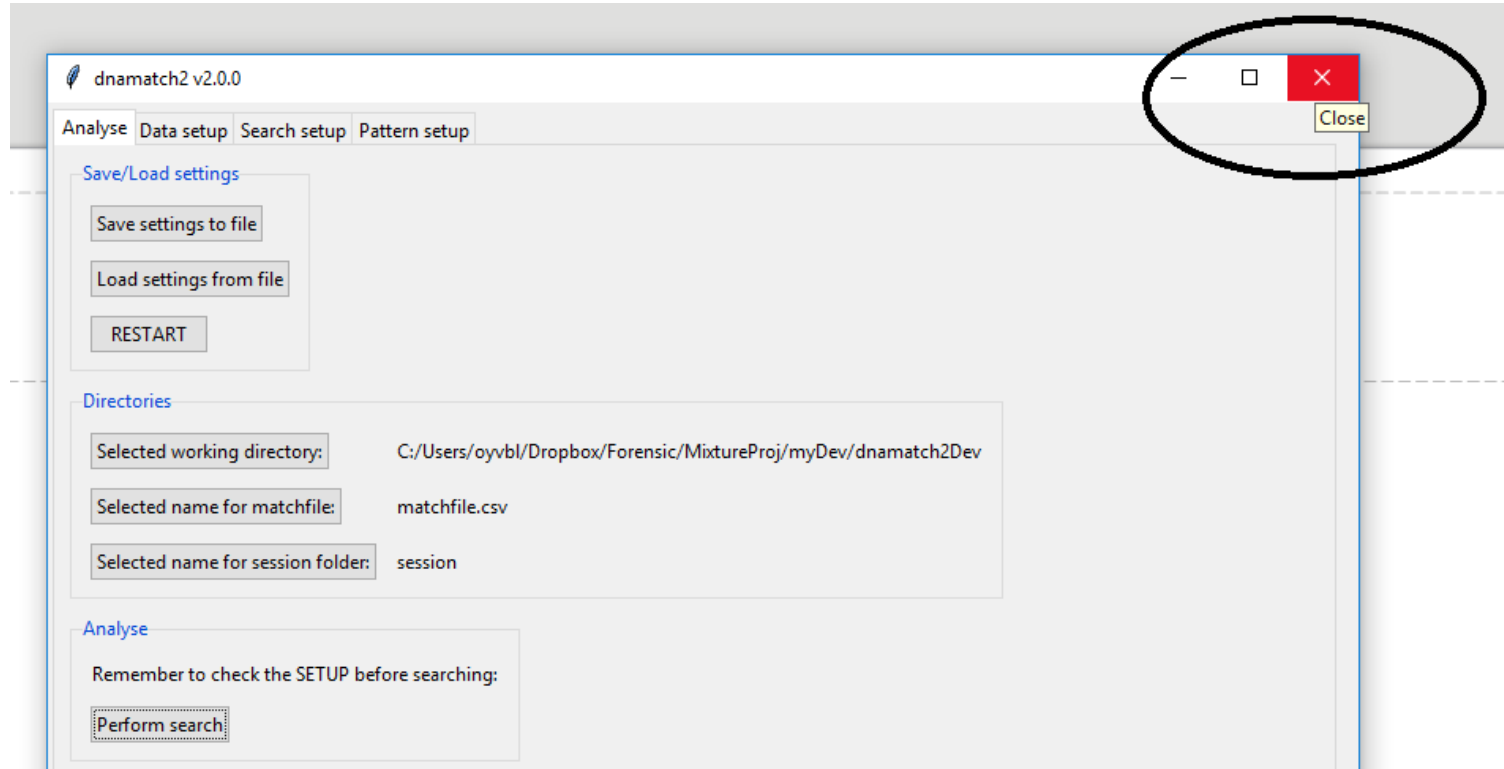 dnamatch2 v2.0.0
Close
Analyse Data setup Search setup Pattern setup
Save/Load settings
Save settings to file
Load settings from file
RESTART
Directories
Selected working directory: C:/Users/oyvbl/Dropbox/Forensic/MixtureProj/myDev/dnamatch2Dev
Selected name for matchfile: matchfile.csv
Selected name for session folder: session
Analyse
Remember to check the SETUP before searching:
Perform search